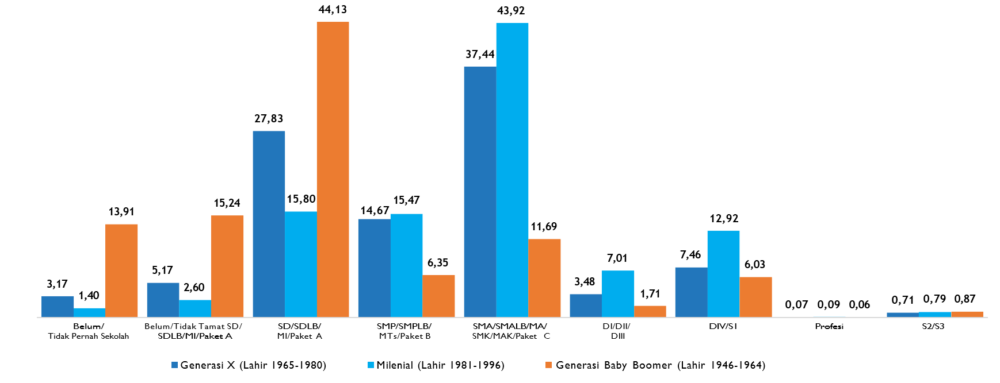 44,13
43,92
37,44
27,83
13,91
15,24
15,80
14,67
15,47
11,69
12,92
3,17
1,40
5,17
2,60
6,35
3,48
7,01
1,71
7,46
6,03
0,07
0,09
0,06
0,71
0,79
0,87
Belum/
Tidak Pernah Sekolah
Belum/Tidak Tamat SD/
SDLB/MI/Paket A
SD/SDLB/
MI/Paket A
SMP/SMPLB/
MTs/Paket B
SMA/SMALB/MA/
SMK/MAK/Paket C
DI/DII/
DIII
DIV/S1
Profesi
S2/S3
Generasi X (Lahir 1965-1980)
Milenial (Lahir 1981-1996)
Generasi Baby Boomer (Lahir 1946-1964)